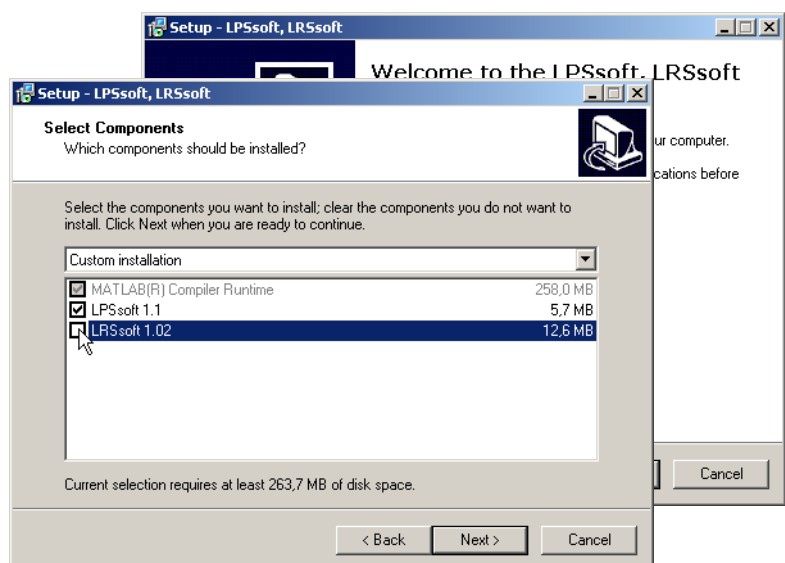 Setup - LPSsoft, LRSsoft
Welcome to the LPSsoft, LRSsoft
ur computer.
cations before
Cancel
Setup - LPSsoft, LRSsoft
Select Components
Which components should be installed?
Select the components you want to install; clear the components you do not want to
install. Click Next when you are ready to continue.
Custom installation
MATLAB(R) Compiler Runtime 258,0 MB
LPSsoft 1.1 5,7 MB
LRSsoft 1.02 12,6 MB
Current selection requires at least 263,7 MB of disk space.
< Back Next > Cancel